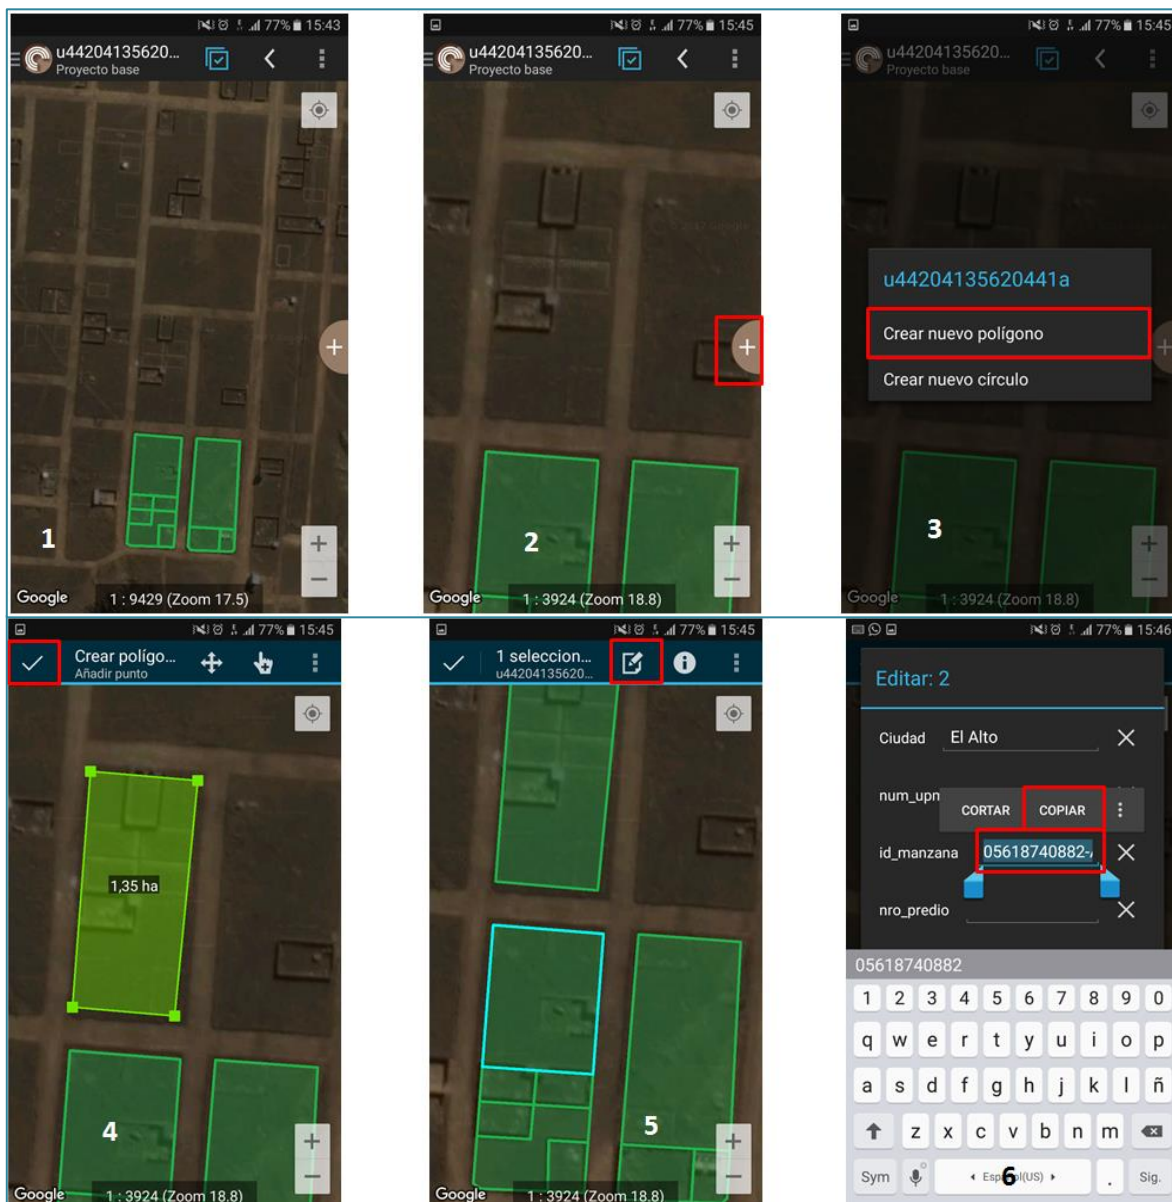 77% 15:43
u44204135620...
Proyecto base
+
1
+
−
Google
1 : 9429 (Zoom 17.5)
77% 15:45
u44204135620...
Proyecto base
+
2
+
−
Google
1 : 3924 (Zoom 18.8)
77% 15:45
u44204135620...
Proyecto base
u44204135620441a
Crear nuevo polígono
Crear nuevo círculo
+
3
+
−
Google
1 : 3924 (Zoom 18.8)
77% 15:45
Crear polígo...
Añadir punto
1,35 ha
4
+
−
Google
1 : 3924 (Zoom 18.8)
77% 15:45
1 seleccion...
u44204135620...
5
+
−
Google
1 : 3924 (Zoom 18.8)
77% 15:46
Editar: 2
Ciudad El Alto
num_upm
CORTAR COPIAR
id_manzana 05618740882-
nro_predio
05618740882
1 2 3 4 5 6 7 8 9 0
q w e r t y u i o p
a s d f g h j k l ñ
z x c v b n m
Sym Español(US) . Sig.
6